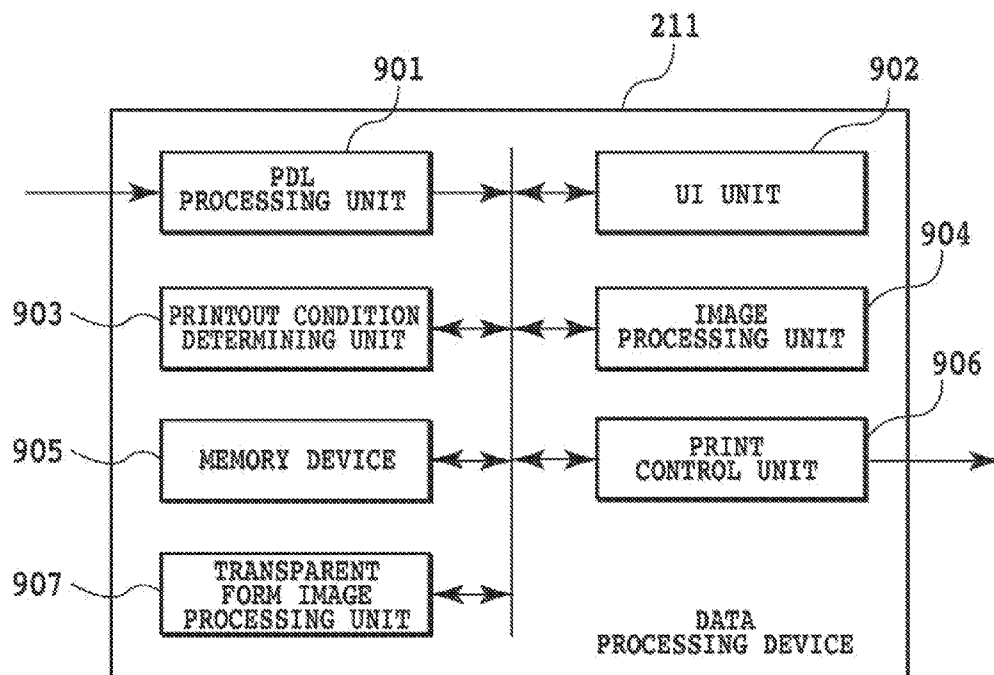 211
901
902
PDL
PROCESSING UNIT
UI UNIT
903
PRINTOUT CONDITION
DETERMINING UNIT
904
IMAGE
PROCESSING UNIT
905
MEMORY DEVICE
906
PRINT
CONTROL UNIT
907
TRANSPARENT
FORM IMAGE
PROCESSING UNIT
DATA
PROCESSING DEVICE